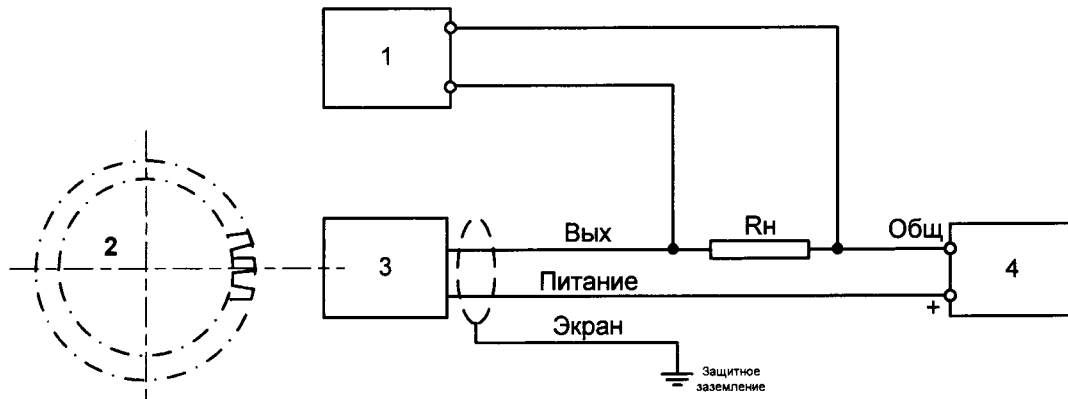 1
2
3
Вых
Rн
Общ
4
Питание
+
Экран
Защитное
заземление